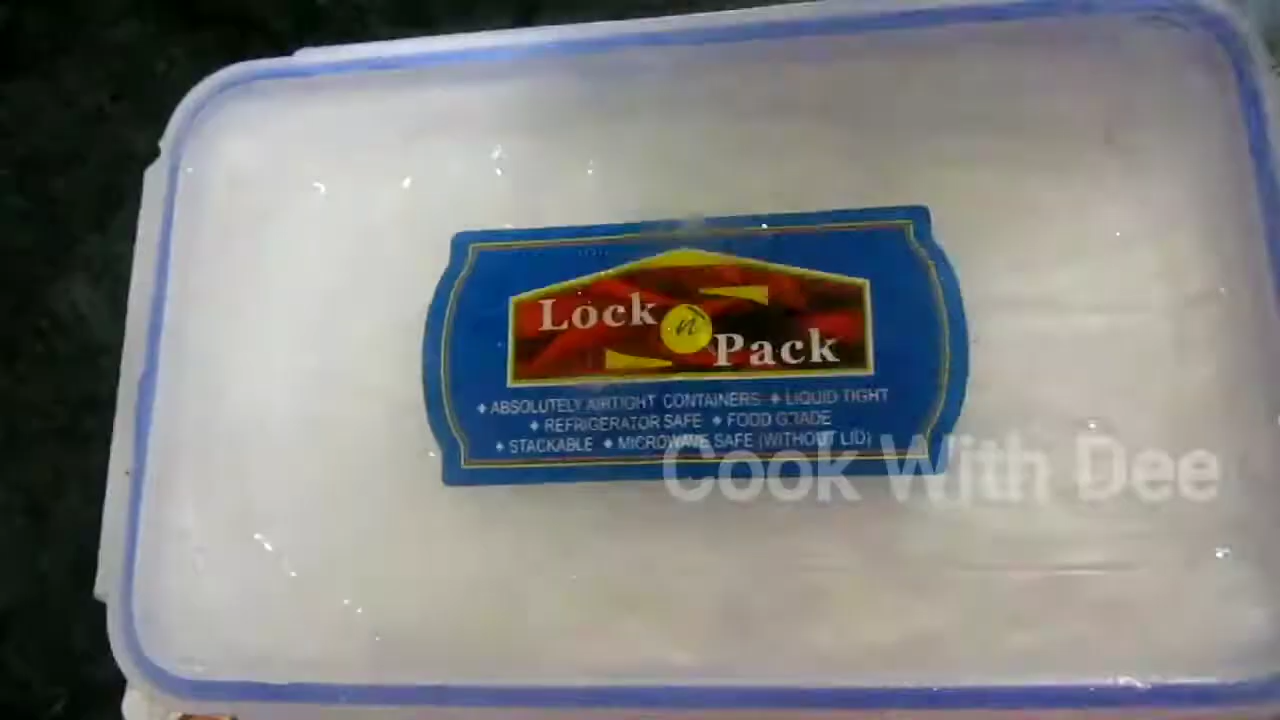 Lock n Pack
✦ ABSOLUTELY AIRTIGHT CONTAINERS ✦ LIQUID TIGHT
✦ REFRIGERATOR SAFE ✦ FOOD GRADE
✦ STACKABLE ✦ MICROWAVE SAFE (WITHOUT LID)
Cook With Dee